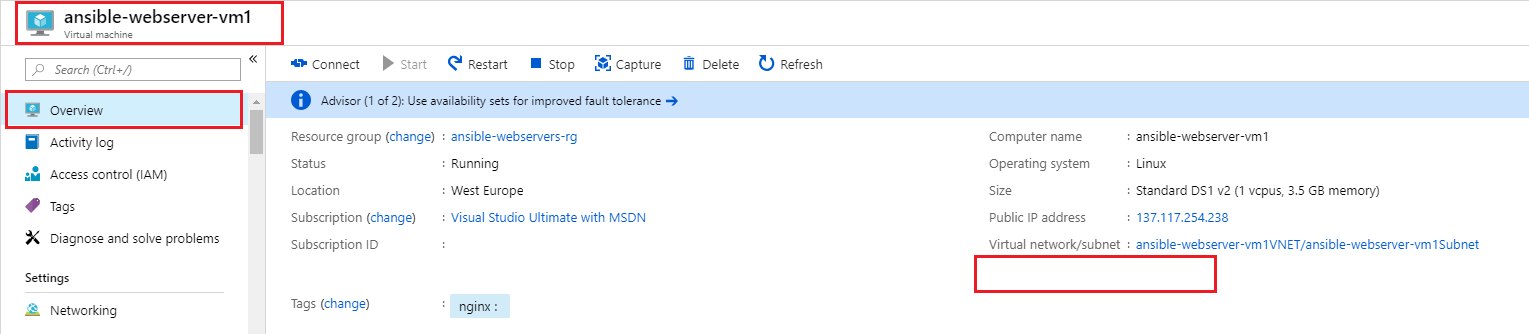 ansible-webserver-vm1
Virtual machine
«
Search (Ctrl+/)
Overview
Activity log
Access control (IAM)
Tags
Diagnose and solve problems
Settings
Networking
Connect Start Restart Stop Capture Delete Refresh
Advisor (1 of 2): Use availability sets for improved fault tolerance →
Resource group (change) : ansible-webservers-rg
Status : Running
Location : West Europe
Subscription (change) : Visual Studio Ultimate with MSDN
Subscription ID :
Computer name : ansible-webserver-vm1
Operating system : Linux
Size : Standard DS1 v2 (1 vcpus, 3.5 GB memory)
Public IP address : 137.117.254.238
Virtual network/subnet : ansible-webserver-vm1VNET/ansible-webserver-vm1Subnet
Tags (change) : nginx :